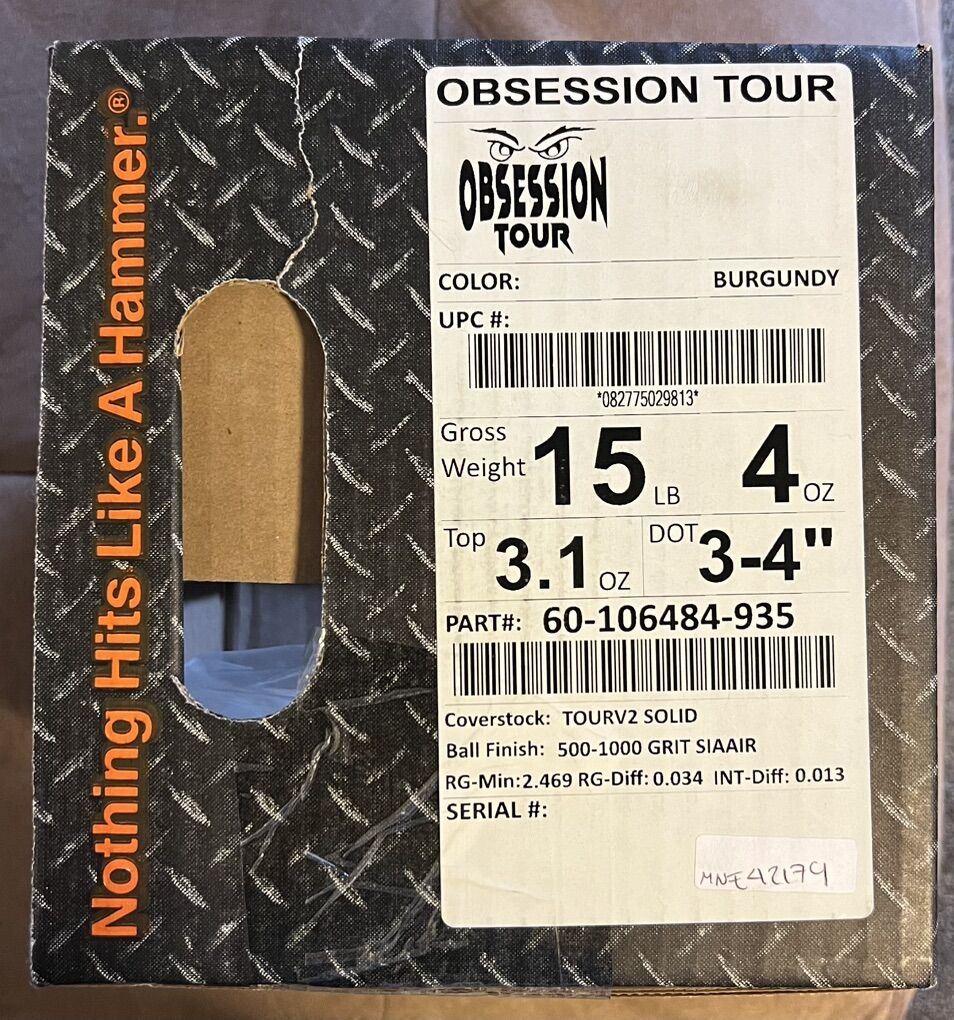 Nothing Hits Like A Hammer.®
OBSESSION TOUR
OBSESSION
TOUR
COLOR: BURGUNDY
UPC #:
*082775029813*
Gross
Weight 15 LB 4 OZ
Top 3.1 OZ DOT 3-4"
PART#: 60-106484-935
Coverstock: TOURV2 SOLID
Ball Finish: 500-1000 GRIT SIAAIR
RG-Min:2.469 RG-Diff: 0.034 INT-Diff: 0.013
SERIAL #:
MNE42179